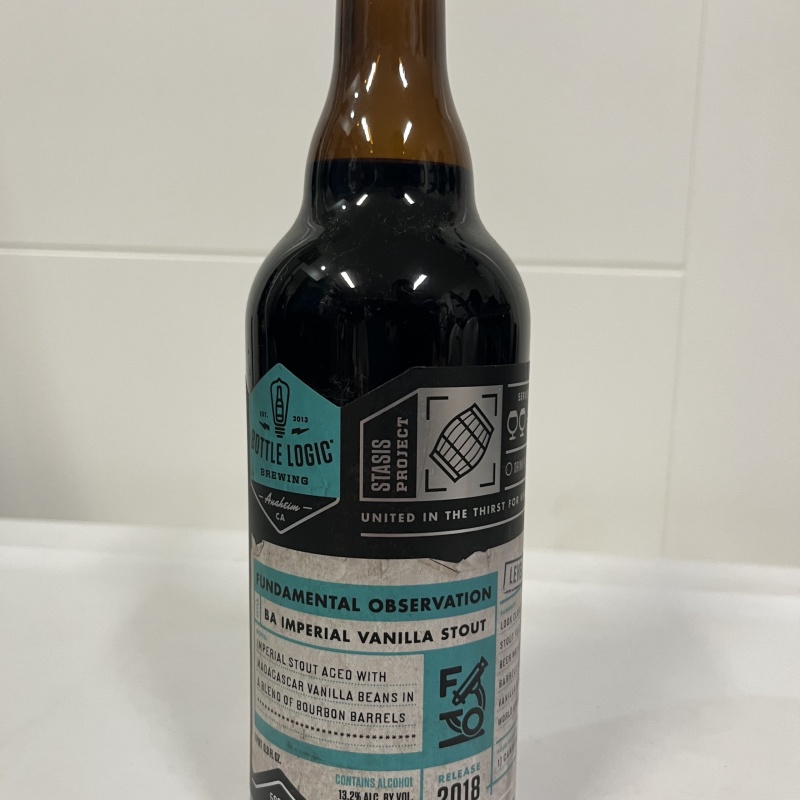 EST. 2013
BOTTLE LOGIC
BREWING
Anaheim
CA
STASIS
PROJECT
UNITED IN THE THIRST FOR
FUNDAMENTAL OBSERVATION
BA IMPERIAL VANILLA STOUT
IMPERIAL STOUT AGED WITH
MADAGASCAR VANILLA BEANS IN
A BLEND OF BOURBON BARRELS
CONTAINS ALCOHOL
13.2% ALC. BY VOL.
RELEASE
2018